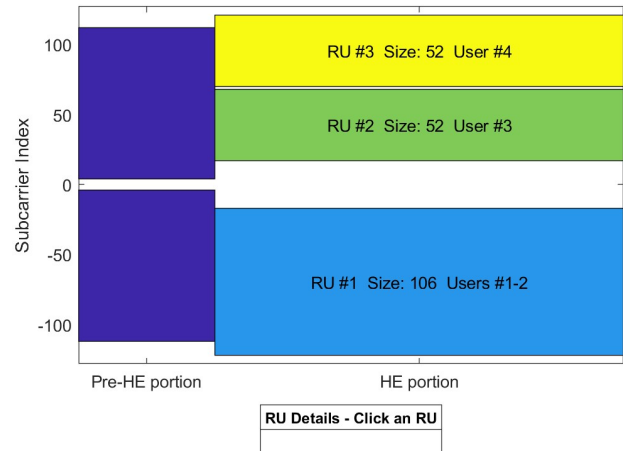 100
50
0
-50
-100
Subcarrier Index
RU #3 Size: 52 User #4
RU #2 Size: 52 User #3
RU #1 Size: 106 Users #1-2
Pre-HE portion
HE portion
RU Details - Click an RU